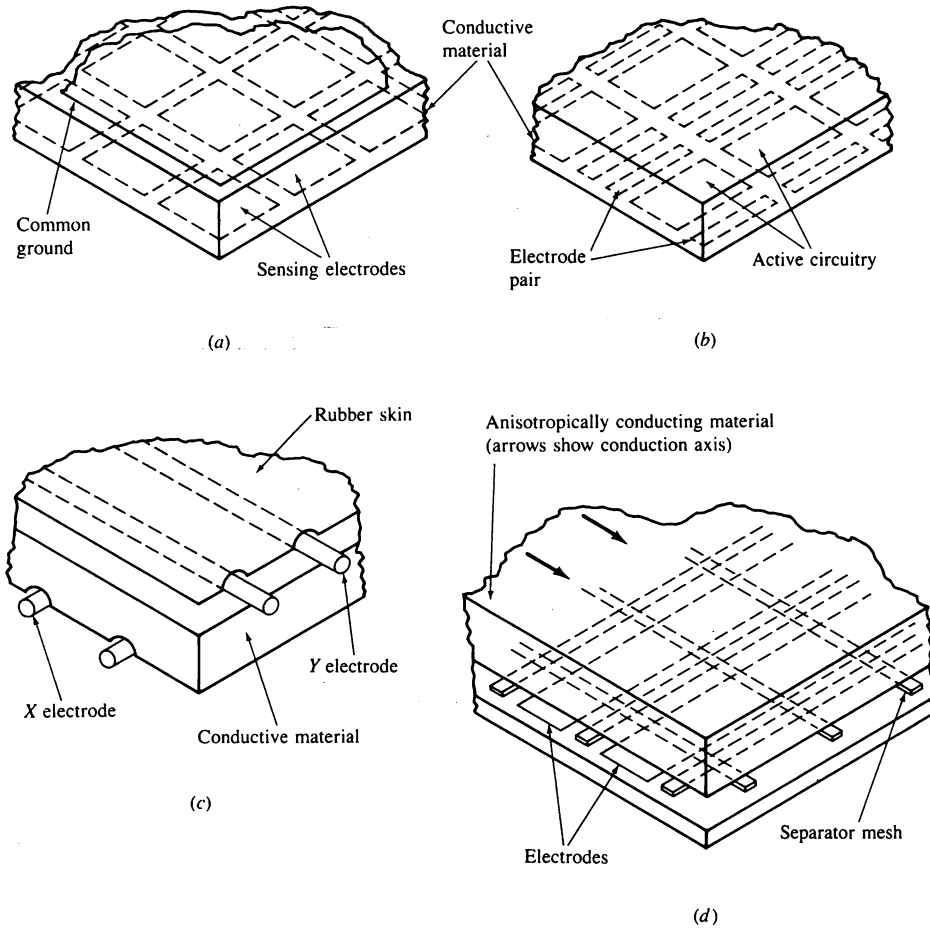 Conductive
material
Common
ground
Sensing electrodes
(a)
Electrode
pair
Active circuitry
(b)
Rubber skin
Y electrode
X electrode
Conductive material
(c)
Anisotropically conducting material
(arrows show conduction axis)
Separator mesh
Electrodes
(d)